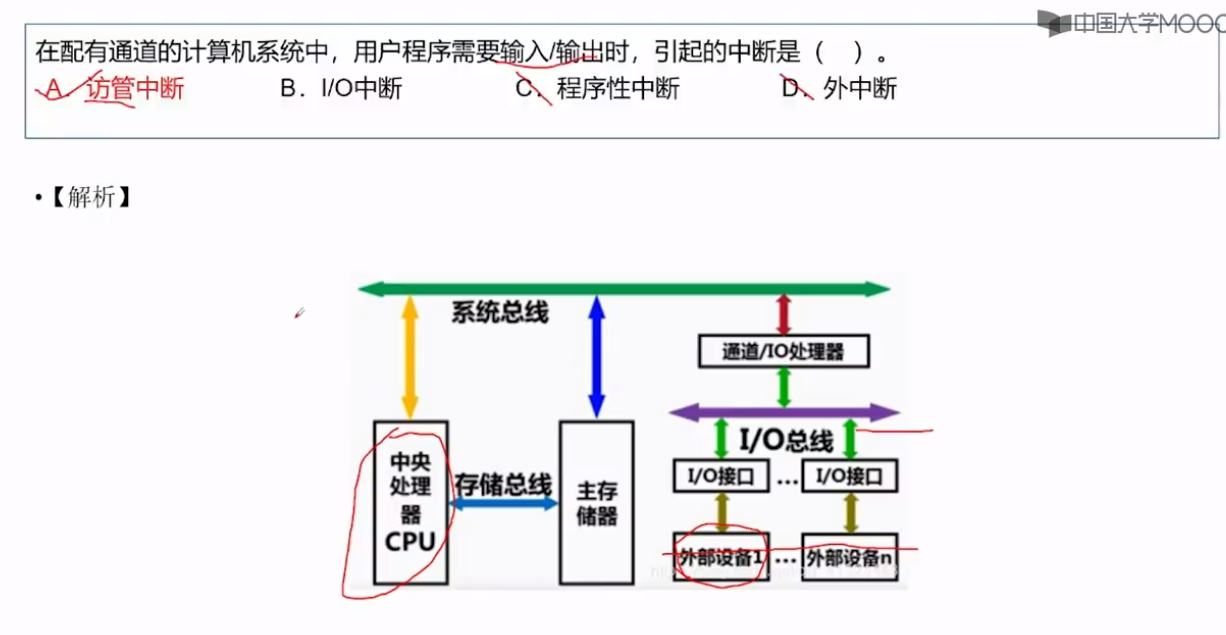 中国大学MOOC
在配有通道的计算机系统中，用户程序需要输入/输出时，引起的中断是（ ）。
A．访管中断 B．I/O中断 C．程序性中断 D．外中断
•【解析】
系统总线
通道/IO处理器
I/O总线
I/O接口 … I/O接口
中央
处理
器
CPU
存储总线
主存
储器
外部设备1 … 外部设备n